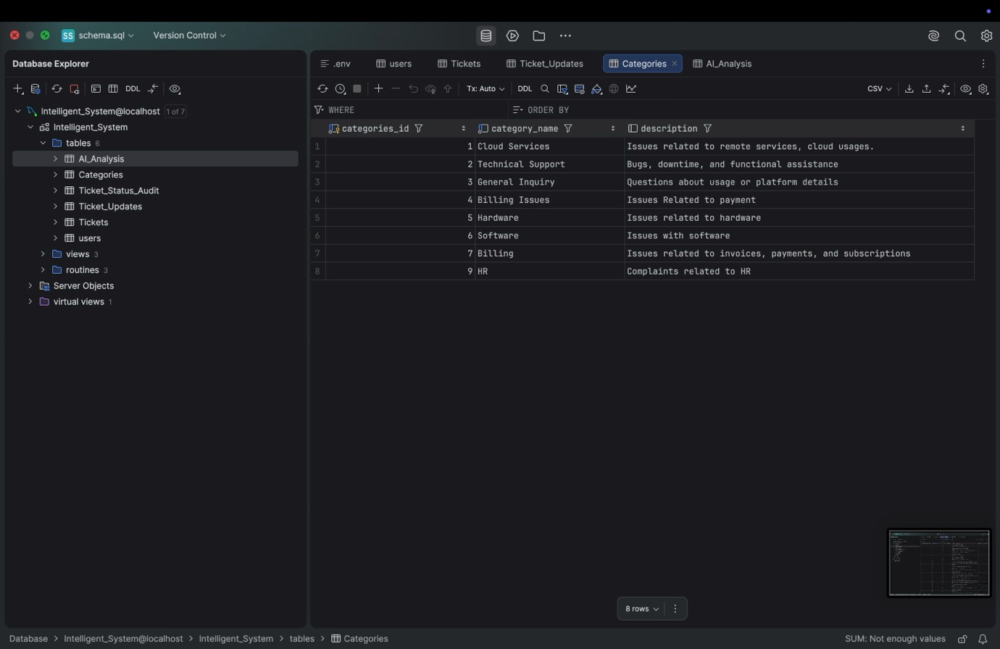 SS schema.sql Version Control
Database Explorer
.env users Tickets Ticket_Updates Categories AI_Analysis
DDL Tx: Auto DDL CSV
Intelligent_System@localhost 1 of 7
WHERE ORDER BY
Intelligent_System
tables 6
AI_Analysis
Categories
Ticket_Status_Audit
Ticket_Updates
Tickets
users
views 3
routines 3
Server Objects
virtual views 1
categories_id category_name description
1 1 Cloud Services Issues related to remote services, cloud usages.
2 2 Technical Support Bugs, downtime, and functional assistance
3 3 General Inquiry Questions about usage or platform details
4 4 Billing Issues Issues Related to payment
5 5 Hardware Issues related to hardware
6 6 Software Issues with software
7 7 Billing Issues related to invoices, payments, and subscriptions
8 9 HR Complaints related to HR
8 rows
Database Intelligent_System@localhost Intelligent_System tables Categories SUM: Not enough values